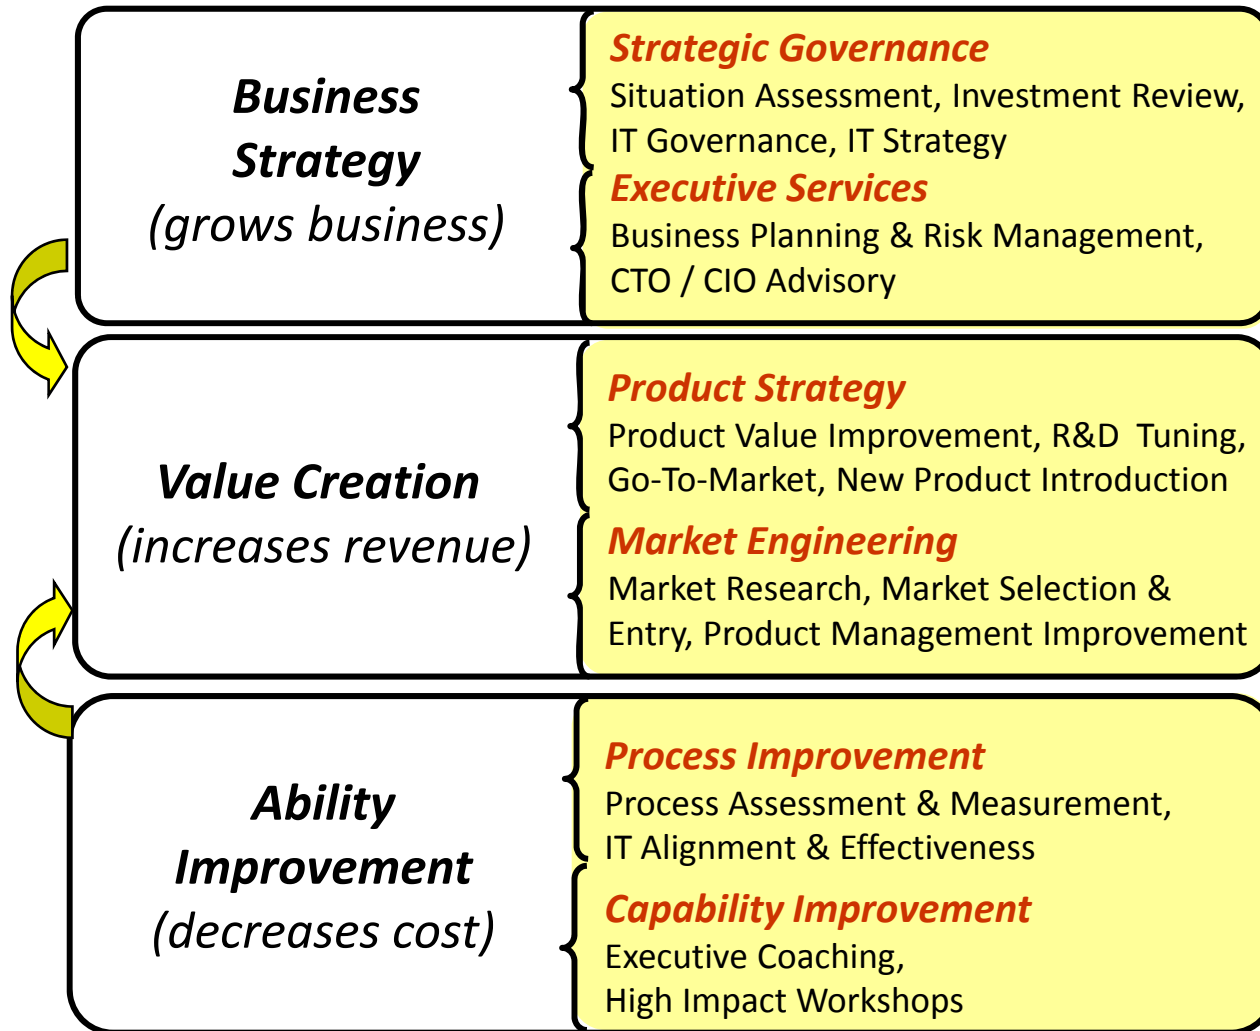 Business
Strategy
(grows business)
Strategic Governance
Situation Assessment, Investment Review,
IT Governance, IT Strategy
Executive Services
Business Planning & Risk Management,
CTO / CIO Advisory
Value Creation
(increases revenue)
Product Strategy
Product Value Improvement, R&D  Tuning,
Go-To-Market, New Product Introduction
Market Engineering
Market Research, Market Selection &
Entry, Product Management Improvement
Ability
Improvement
(decreases cost)
Process Improvement
Process Assessment & Measurement,
IT Alignment & Effectiveness
Capability Improvement
Executive Coaching,
High Impact Workshops